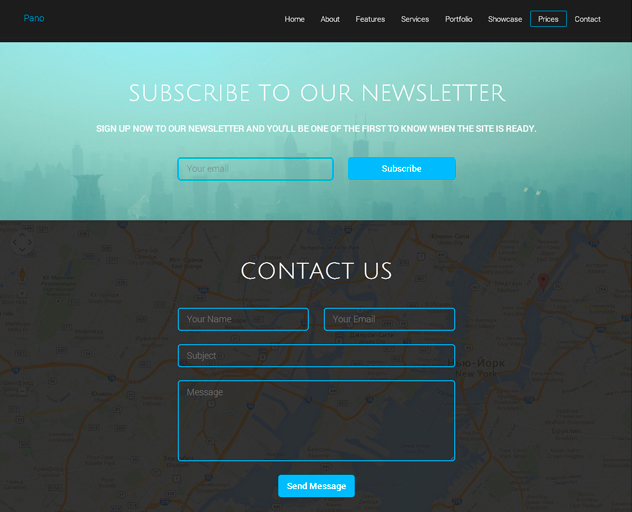 Pano
Home About Features Services Portfolio Showcase Prices Contact
SUBSCRIBE TO OUR NEWSLETTER
SIGN UP NOW TO OUR NEWSLETTER AND YOU'LL BE ONE OF THE FIRST TO KNOW WHEN THE SITE IS READY.
Your email Subscribe
CONTACT US
Your Name Your Email
Subject
Message
New York
Send Message